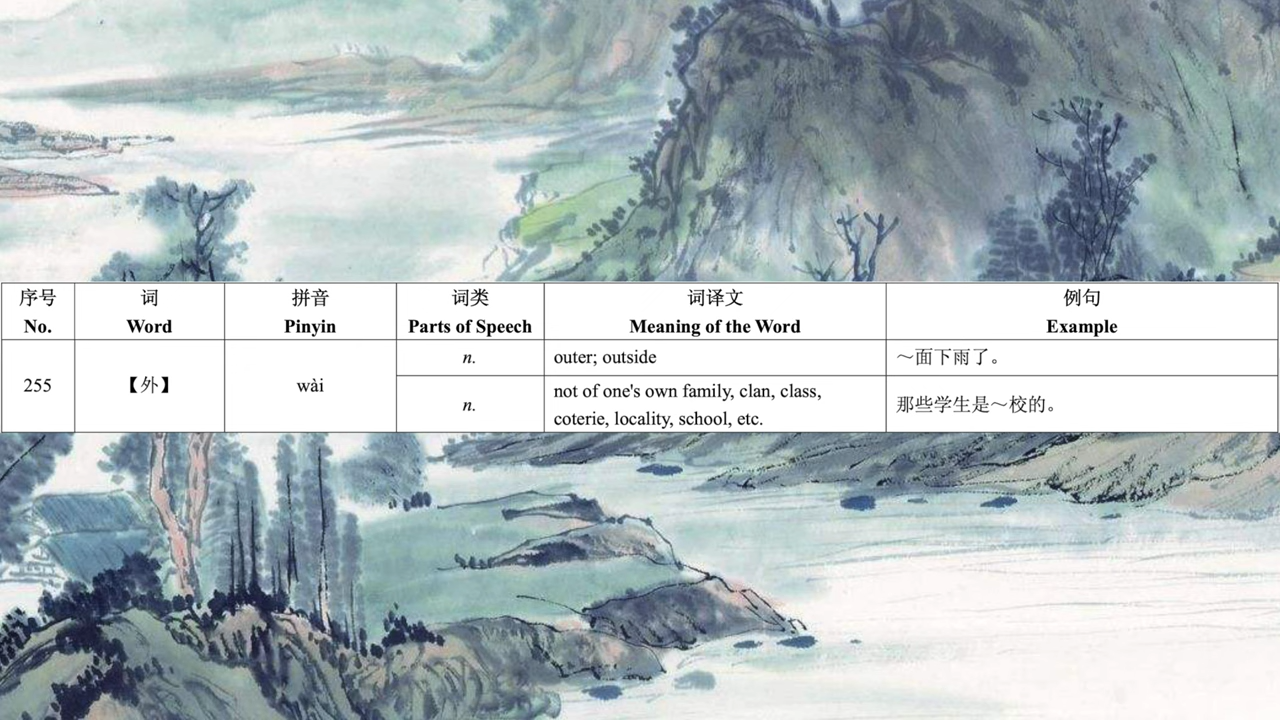 序号 词 拼音 词类 词译文 例句
No. Word Pinyin Parts of Speech Meaning of the Word Example
255 【外】 wài n. outer; outside ～面下雨了。
n. not of one's own family, clan, class,
coterie, locality, school, etc. 那些学生是～校的。